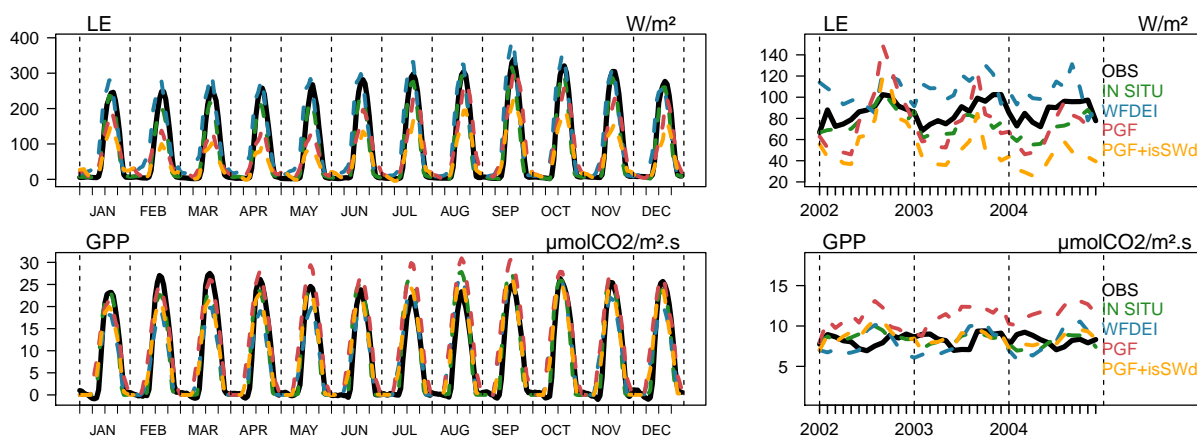 LE W/m²
400
300
200
100
0
JAN FEB MAR APR MAY JUN JUL AUG SEP OCT NOV DEC
LE W/m²
140
120
100
80
60
40
20
OBS
IN SITU
WFDEI
PGF
PGF+isSWd
2002 2003 2004
GPP µmolCO2/m².s
30
25
20
15
10
5
0
JAN FEB MAR APR MAY JUN JUL AUG SEP OCT NOV DEC
GPP µmolCO2/m².s
15
10
5
OBS
IN SITU
WFDEI
PGF
PGF+isSWd
2002 2003 2004